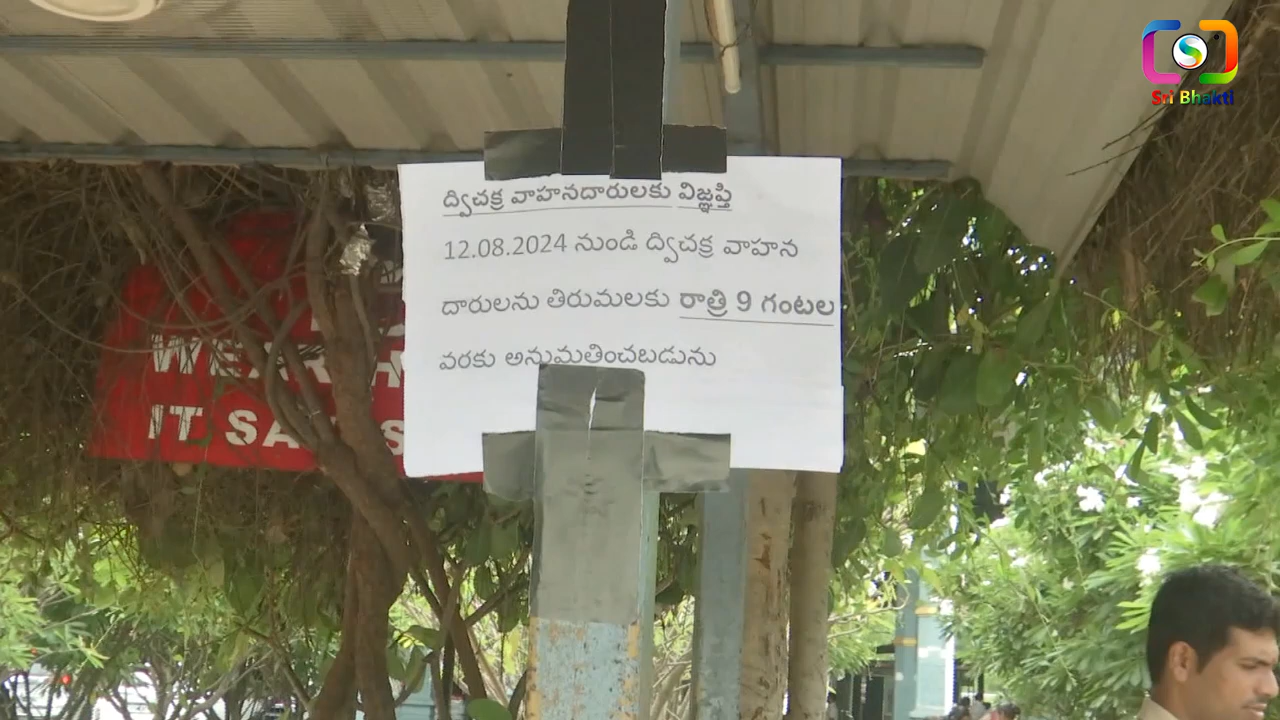 Sri Bhakti
ద్విచక్ర వాహనదారులకు విజ్ఞప్తి
12.08.2024 నుండి ద్విచక్ర వాహన
దారులను తిరుమలకు రాత్రి 9 గంటల
వరకు అనుమతించబడును
WEAR H
IT SA S